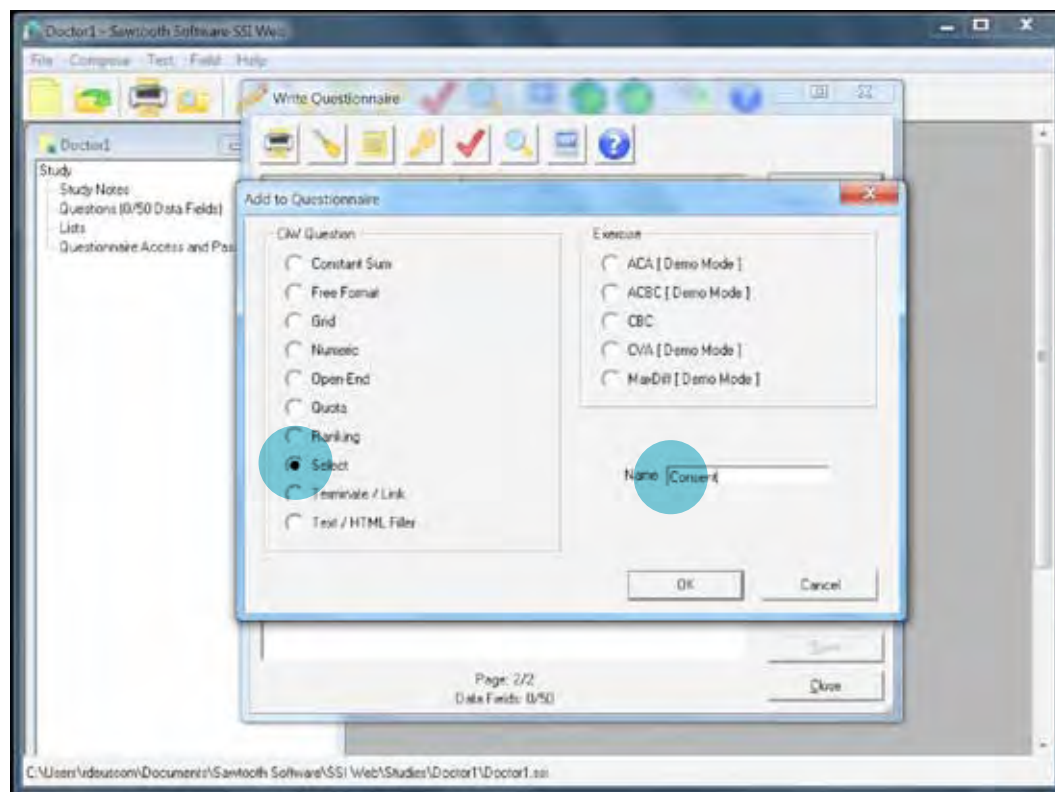 Doctor1 - Sawtooth Software SSI Web
File Compose Test Field Help
Write Questionnaire
Doctor1
Study
Study Notes
Questions (0/50 Data Fields)
Lists
Questionnaire Access and Pas
Add to Questionnaire
CiW Question
Constant Sum
Free Format
Grid
Numeric
Open-End
Quota
Ranking
Select
Terminate / Link
Text / HTML Filler
Exercise
ACA [ Demo Mode ]
ACBC [ Demo Mode ]
CBC
CVA [ Demo Mode ]
MaxDiff [ Demo Mode ]
Name Consent
OK Cancel
Save
Page: 2/2
Data Fields: 0/50
Close
C:\Users\rdeussom\Documents\Sawtooth Software\SSI Web\Studies\Doctor1\Doctor1.ssi